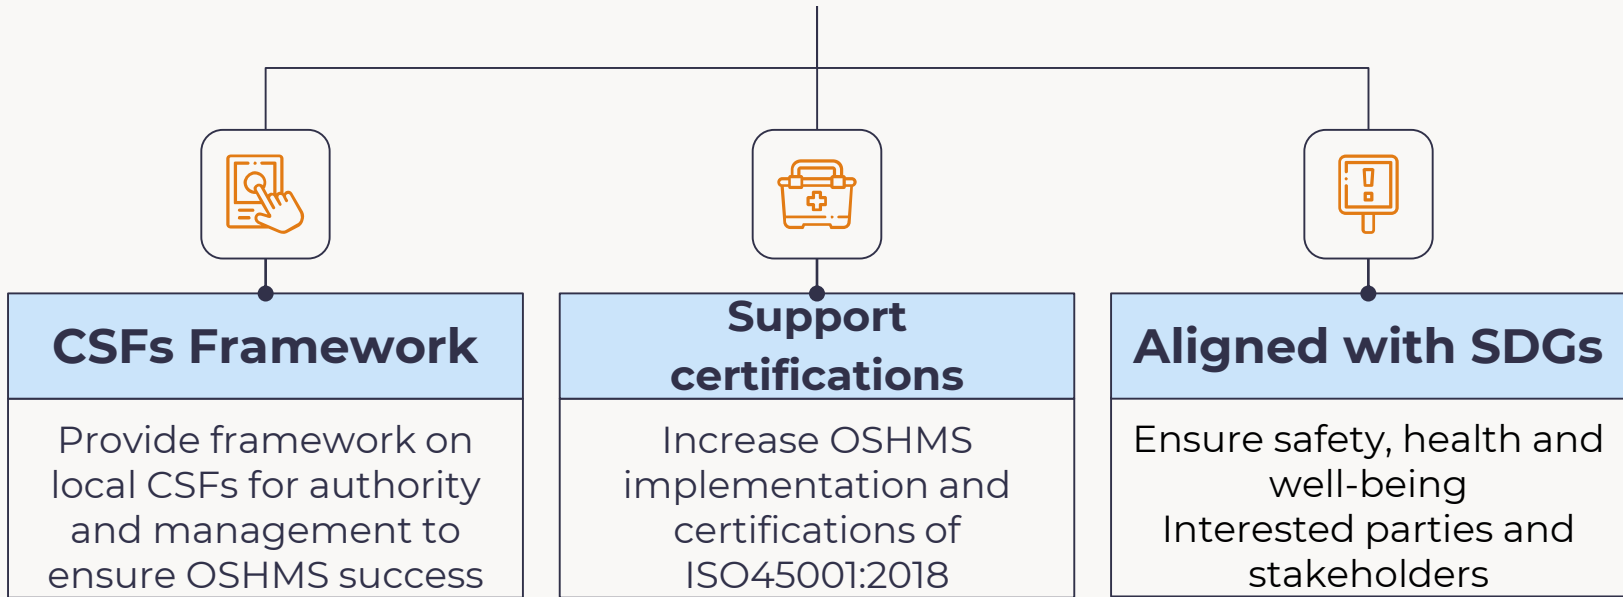 CSFs Framework
Provide framework on
local CSFs for authority
and management to
ensure OSHMS success
Support
certifications
Increase OSHMS
implementation and
certifications of
ISO45001:2018
Aligned with SDGs
Ensure safety, health and
well-being
Interested parties and
stakeholders